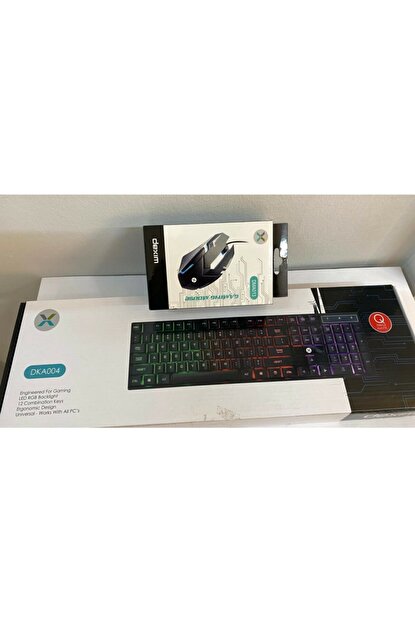 dexim
GAMING MOUSE
DKA004
Engineered For Gaming
LED RGB Backlight
12 Combination Keys
Ergonomic Design
Universal - Works With All PC's
Q